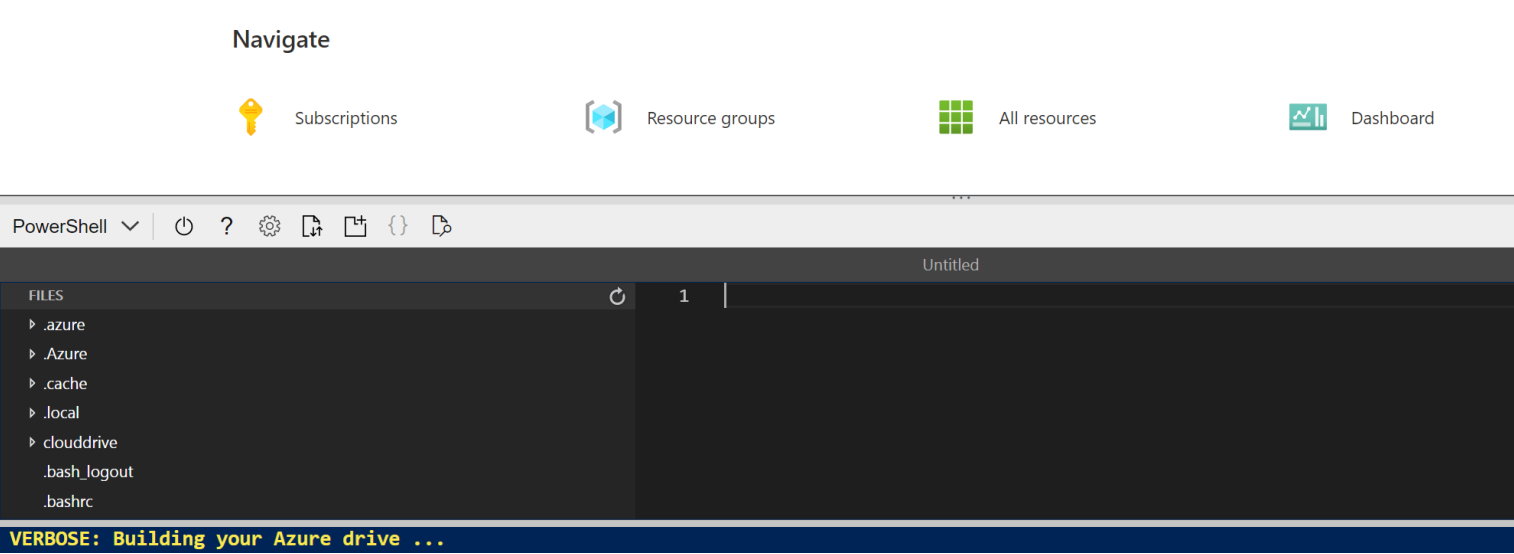 Navigate
Subscriptions Resource groups All resources Dashboard
PowerShell ? {}
Untitled
FILES
1
.azure
.Azure
.cache
.local
clouddrive
.bash_logout
.bashrc
VERBOSE: Building your Azure drive ...